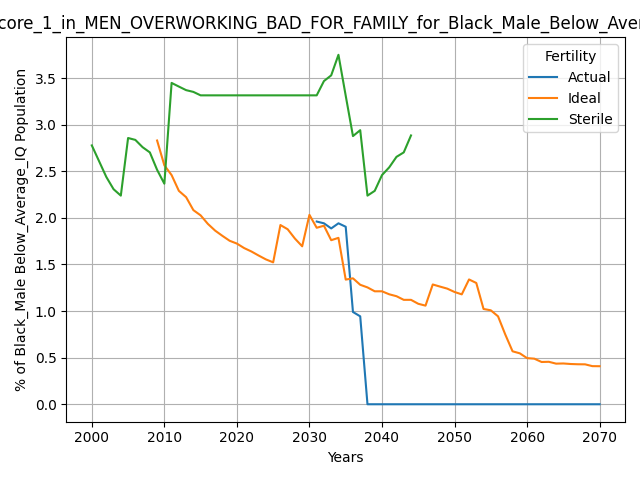 core_1_in_MEN_OVERWORKING_BAD_FOR_FAMILY_for_Black_Male_Below_Aver
Fertility
Actual
Ideal
Sterile
% of Black_Male Below_Average_IQ Population
3.5
3.0
2.5
2.0
1.5
1.0
0.5
0.0
2000 2010 2020 2030 2040 2050 2060 2070
Years